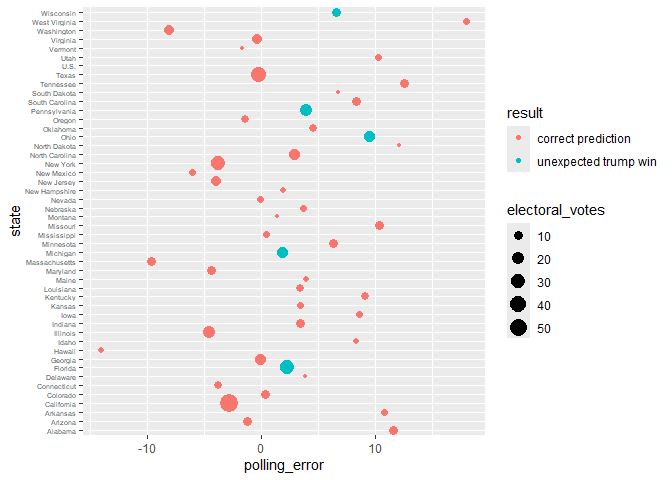 Wisconsin
West Virginia
Washington
Virginia
Vermont
Utah
U.S.
Texas
Tennessee
South Dakota
South Carolina
Pennsylvania
Oregon
Oklahoma
Ohio
North Dakota
North Carolina
New York
New Mexico
New Jersey
New Hampshire
Nevada
Nebraska
Montana
Missouri
Mississippi
Minnesota
Michigan
Massachusetts
Maryland
Maine
Louisiana
Kentucky
Kansas
Iowa
Indiana
Illinois
Idaho
Hawaii
Georgia
Florida
Delaware
Connecticut
Colorado
California
Arkansas
Arizona
Alabama
state
-10 0 10
polling_error
result
correct prediction
unexpected trump win
electoral_votes
10
20
30
40
50